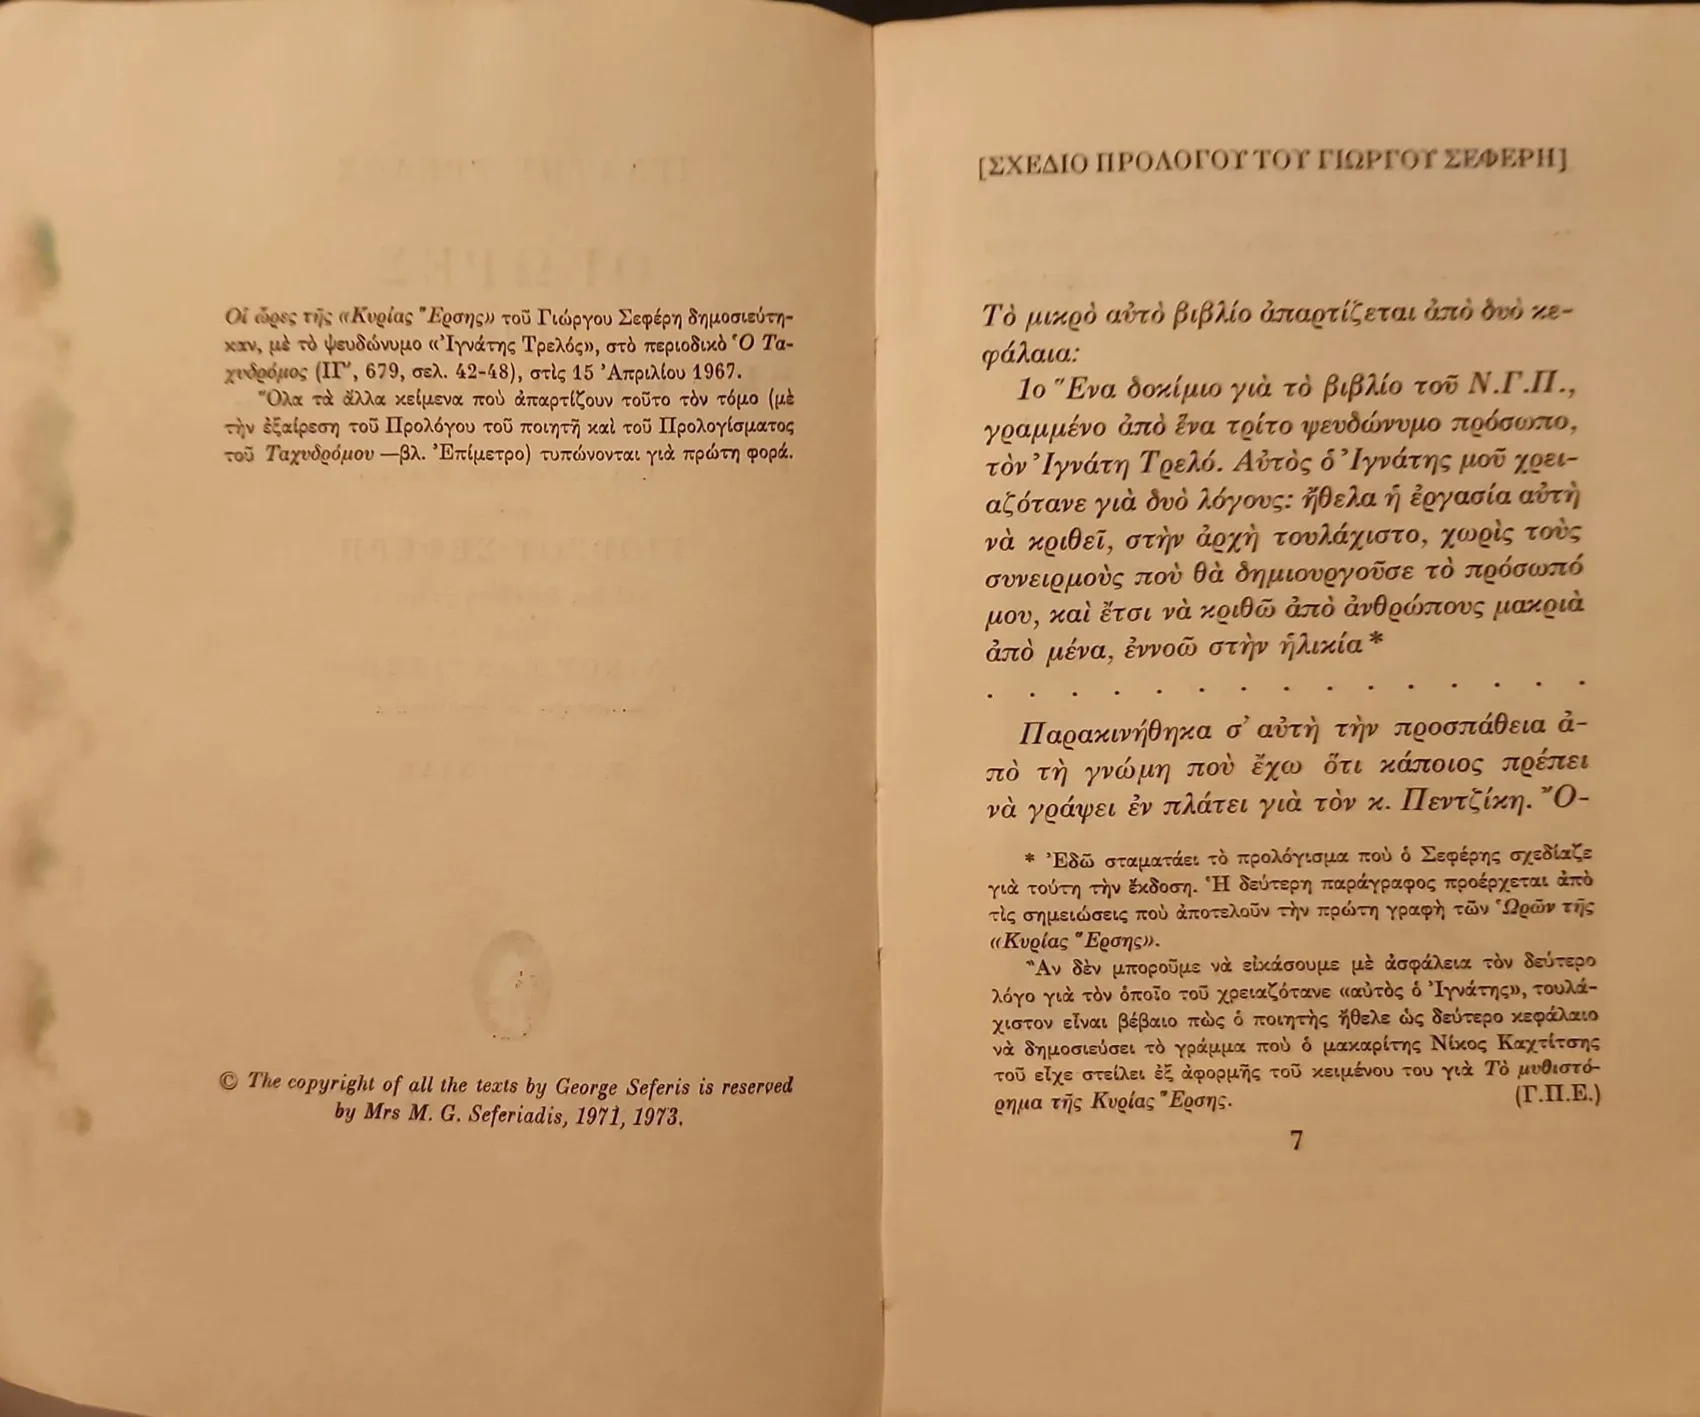 Οἱ ὧρες τῆς «Κυρίας Ἔρσης» τοῦ Γιώργου Σεφέρη δημοσιεύτη-
καν, μὲ τὸ ψευδώνυμο «Ἰγνάτης Τρελός», στὸ περιοδικὸ Ὁ Τα-
χυδρόμος (ΙΓ', 679, σελ. 42-48), στὶς 15 Ἀπριλίου 1967.
Ὅλα τὰ ἄλλα κείμενα ποὺ ἀπαρτίζουν τοῦτο τὸν τόμο (μὲ
τὴν ἐξαίρεση τοῦ Προλόγου τοῦ ποιητῆ καὶ τοῦ Προλογίσματος
τοῦ Ταχυδρόμου —βλ. Ἐπίμετρο) τυπώνονται γιὰ πρώτη φορά.
© The copyright of all the texts by George Seferis is reserved
by Mrs M. G. Seferiadis, 1971, 1973.
[ΣΧΕΔΙΟ ΠΡΟΛΟΓΟΥ ΤΟΥ ΓΙΩΡΓΟΥ ΣΕΦΕΡΗ]
Τὸ μικρὸ αὐτὸ βιβλίο ἀπαρτίζεται ἀπὸ δυὸ κε-
φάλαια:
1ο Ἕνα δοκίμιο γιὰ τὸ βιβλίο τοῦ Ν.Γ.Π.,
γραμμένο ἀπὸ ἕνα τρίτο ψευδώνυμο πρόσωπο,
τὸν Ἰγνάτη Τρελό. Αὐτὸς ὁ Ἰγνάτης μοῦ χρει-
αζότανε γιὰ δυὸ λόγους: ἤθελα ἡ ἐργασία αὐτὴ
νὰ κριθεῖ, στὴν ἀρχὴ τουλάχιστο, χωρὶς τοὺς
συνειρμοὺς ποὺ θὰ δημιουργοῦσε τὸ πρόσωπό
μου, καὶ ἔτσι νὰ κριθῶ ἀπὸ ἀνθρώπους μακριὰ
ἀπὸ μένα, ἐννοῶ στὴν ἡλικία*
. . . . . . . . . . . . . . .
Παρακινήθηκα σ' αὐτὴ τὴν προσπάθεια ἀ-
πὸ τὴ γνώμη ποὺ ἔχω ὅτι κάποιος πρέπει
νὰ γράψει ἐν πλάτει γιὰ τὸν κ. Πεντζίκη. Ὅ-
* Ἐδῶ σταματάει τὸ προλόγισμα ποὺ ὁ Σεφέρης σχεδίαζε
γιὰ τούτη τὴν ἔκδοση. Ἡ δεύτερη παράγραφος προέρχεται ἀπὸ
τὶς σημειώσεις ποὺ ἀποτελοῦν τὴν πρώτη γραφὴ τῶν Ὡρῶν τῆς
«Κυρίας Ἔρσης».
Ἂν δὲν μποροῦμε νὰ εἰκάσουμε μὲ ἀσφάλεια τὸν δεύτερο
λόγο γιὰ τὸν ὁποῖο τοῦ χρειαζότανε «αὐτὸς ὁ Ἰγνάτης», τουλά-
χιστον εἶναι βέβαιο πὼς ὁ ποιητὴς ἤθελε ὡς δεύτερο κεφάλαιο
νὰ δημοσιεύσει τὸ γράμμα ποὺ ὁ μακαρίτης Νίκος Καχτίτσης
τοῦ εἶχε στείλει ἐξ ἀφορμῆς τοῦ κειμένου του γιὰ Τὸ μυθιστό-
ρημα τῆς Κυρίας Ἔρσης. (Γ.Π.Ε.)
7